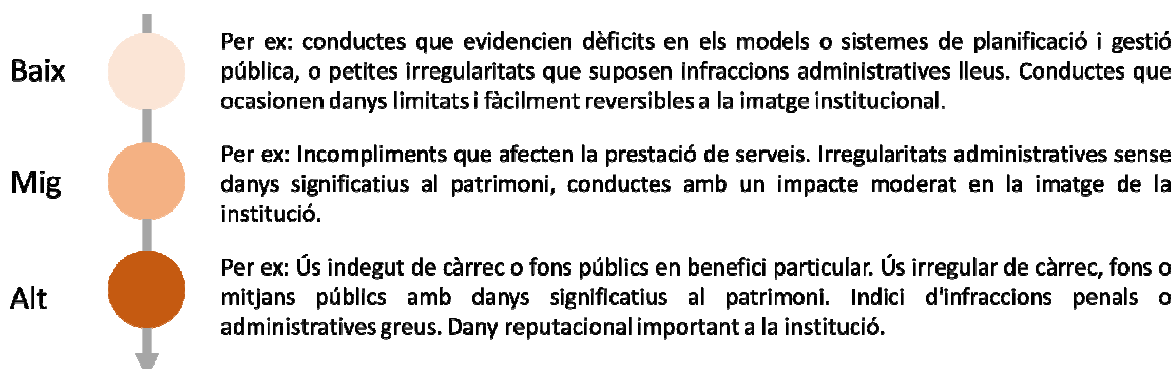 Baix
Per ex: conductes que evidencien dèficits en els models o sistemes de planificació i gestió
pública, o petites irregularitats que suposen infraccions administratives lleus. Conductes que
ocasionen danys limitats i fàcilment reversibles a la imatge institucional.
Mig
Per ex: Incompliments que afecten la prestació de serveis. Irregularitats administratives sense
danys significatius al patrimoni, conductes amb un impacte moderat en la imatge de la
institució.
Alt
Per ex: Ús indegut de càrrec o fons públics en benefici particular. Ús irregular de càrrec, fons o
mitjans públics amb danys significatius al patrimoni. Indici d'infraccions penals o
administratives greus. Dany reputacional important a la institució.